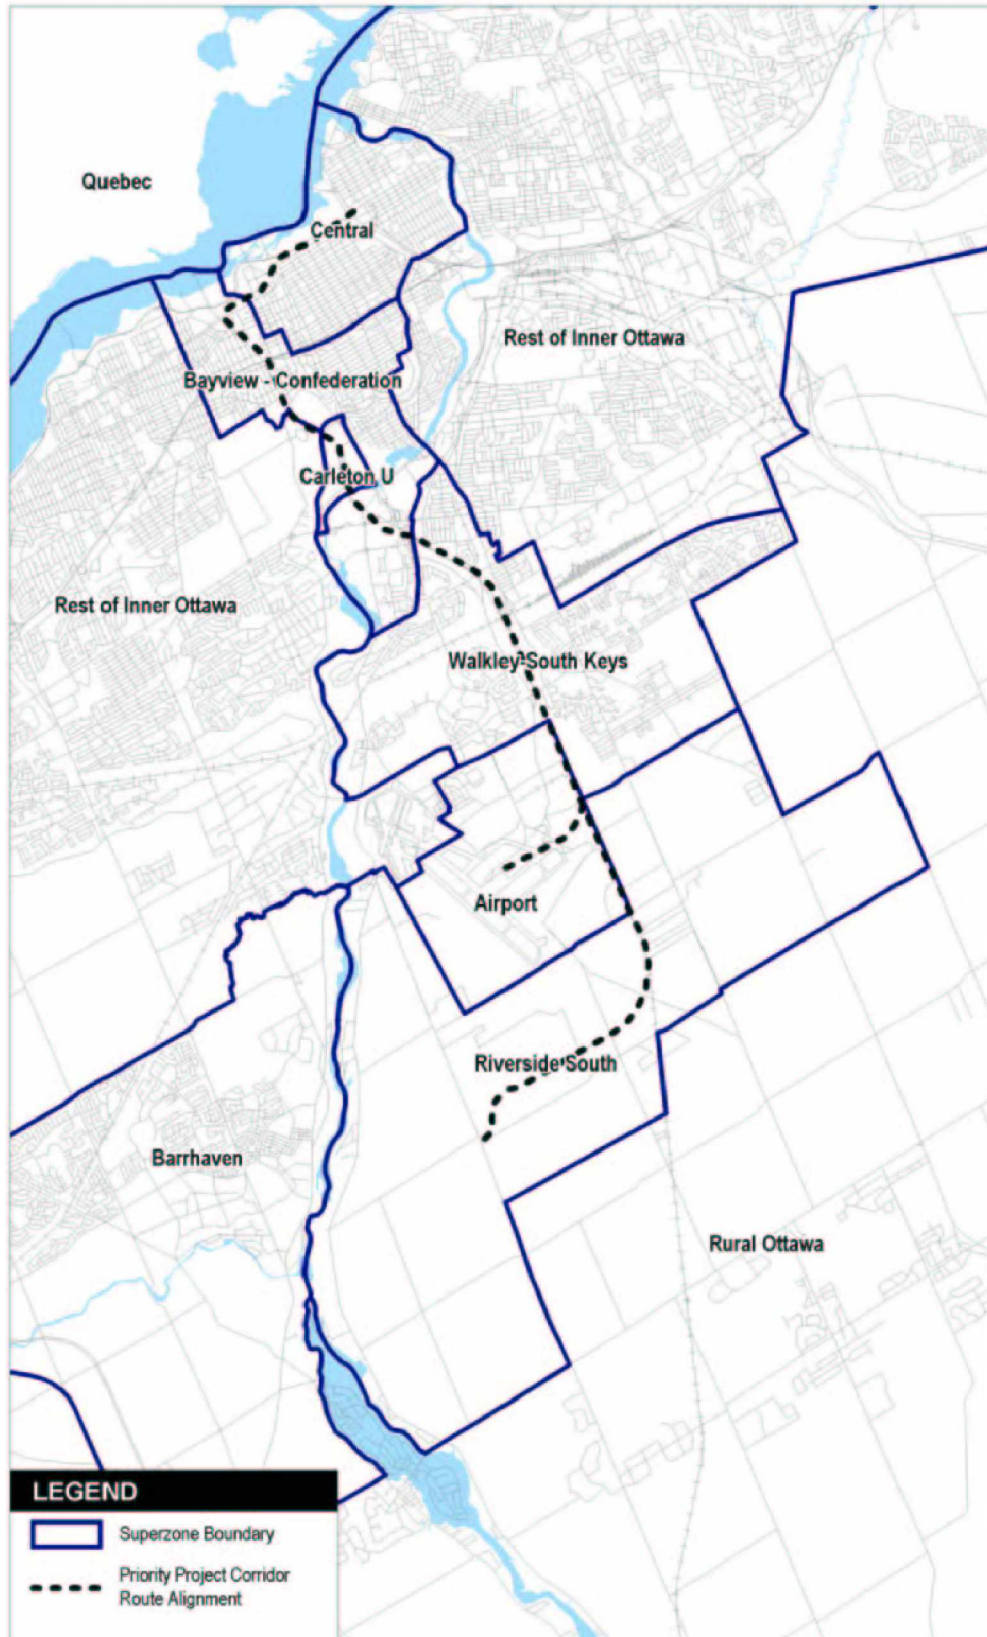 Quebec
Central
Rest of Inner Ottawa
Bayview - Confederation
Carleton U
Rest of Inner Ottawa
Walkley-South Keys
Airport
Riverside South
Barrhaven
Rural Ottawa
LEGEND
Superzone Boundary
Priority Project Corridor
Route Alignment